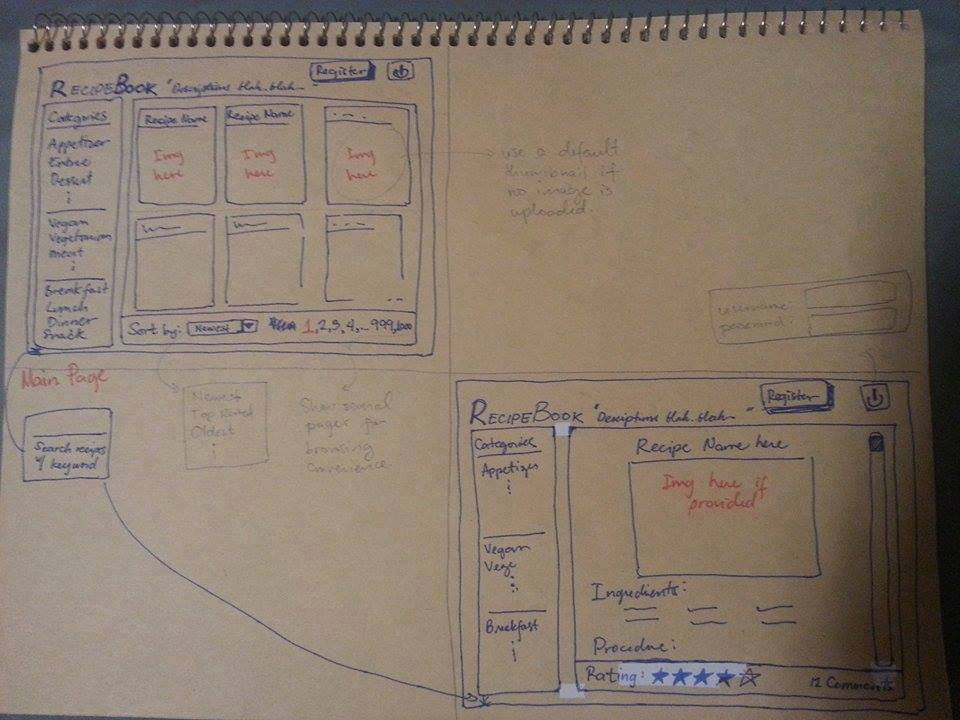 RECIPEBOOK "Descriptions blah..blah..
Register
Categories
Appetizer
Entree
Dessert
Vegan
Vegetarian
meat
Breakfast
Lunch
Dinner
Snack
Recipe Name
Img
here
Recipe Name
Img
here
Img
here
Sort by: Newest 1,2,3,4,...999,1000
use a default
thumbnail if
no image is
uploaded.
Main Page
Search recipes
by keyword
Newest
Top rated
Oldest
Show several
pages for
browsing
convenience
username:
password:
RECIPEBOOK "Descriptions blah..blah.. "
Register
Categories
Appetizer
Vegan
Vege
Breakfast
Recipe Name here
Img here if
provided
Ingredients:
Procedure:
Rating: ★★★★☆ 12 Comments